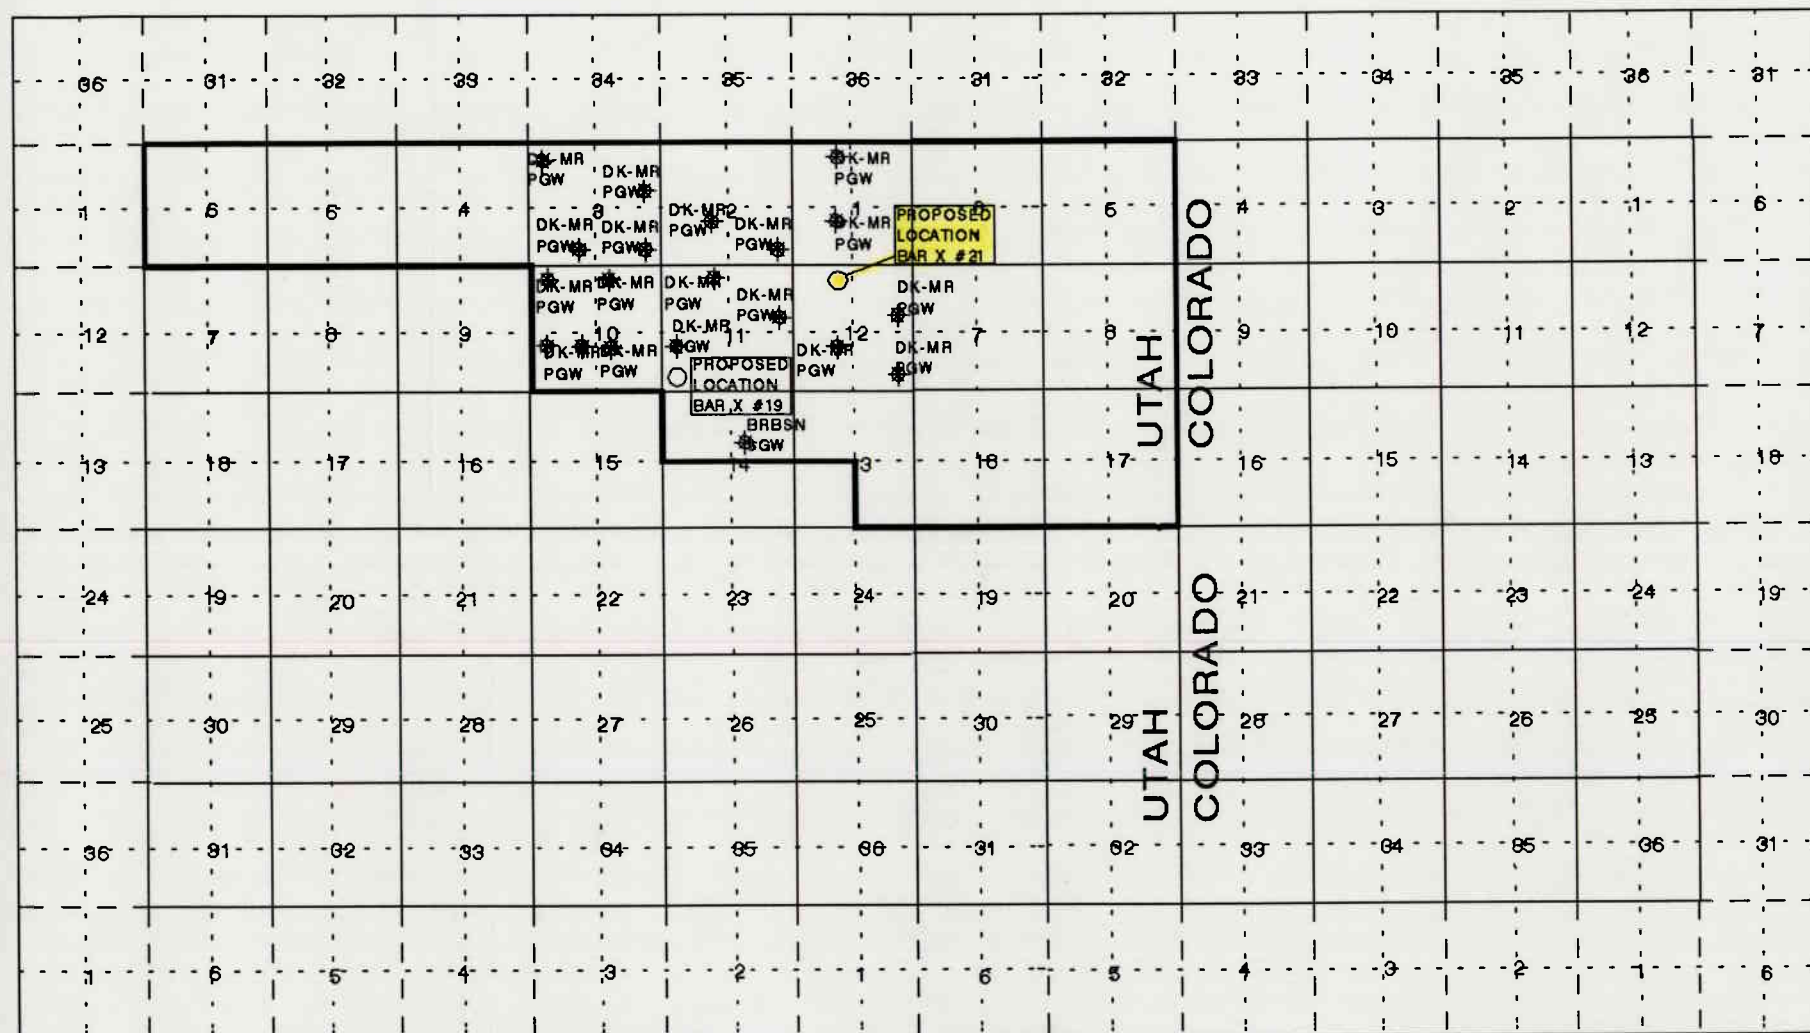 36 31 32 33 34 35 36 31 32 33 34 35 36 31
DK-MR
PGW
DK-MR
PGW
K-MR
PGW
1 6 4 3 2 1 5 4 3 2 1 6
DK-MR
PGW
DK-MR
PGW
DK-MR
PGW
DK-MR
PGW
K-MR
PGW
PROPOSED
LOCATION
BAR X #21
DK-MR
PGW
DK-MR
PGW
DK-MR
PGW
DK-MR
PGW
DK-MR
PGW
12 7 8 9 10 11 12 7 8 9 10 11 12 7
DK-MR
PGW
DK-MR
PGW
DK-MR
GW
DK-MR
PGW
DK-MR
PGW
PROPOSED
LOCATION
BAR X #19
BRBSN
SGW
UTAH
COLORADO
13 18 17 16 15 14 13 18 17 16 15 14 13 18
24 19 20 21 22 23 24 19 20 21 22 23 24 19
25 30 29 28 27 26 25 30 29 28 27 26 25 30
UTAH
COLORADO
36 31 32 33 34 35 36 31 32 33 34 35 36 31
1 6 5 4 3 2 1 6 5 4 3 2 1 6